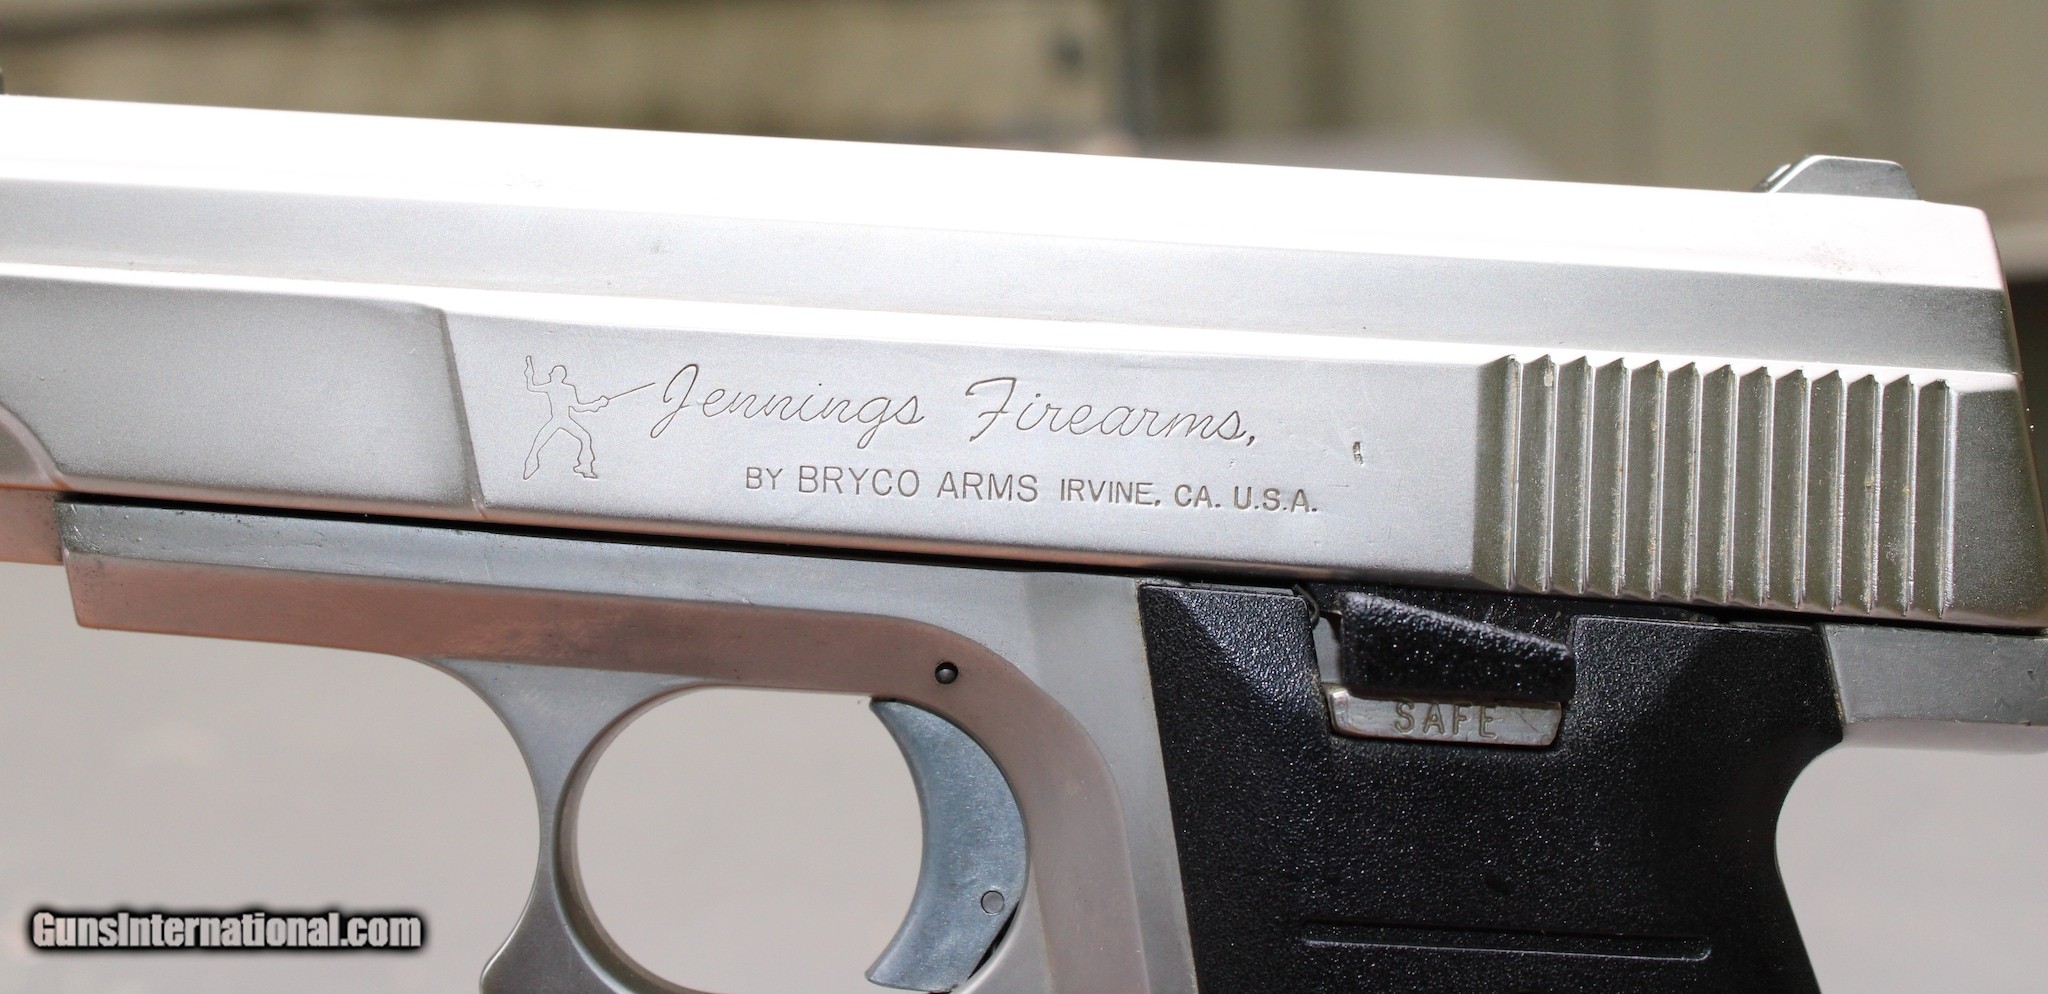 Jennings Firearms,
BY BRYCO ARMS IRVINE, CA. U.S.A.
SAFE
GunsInternational.com